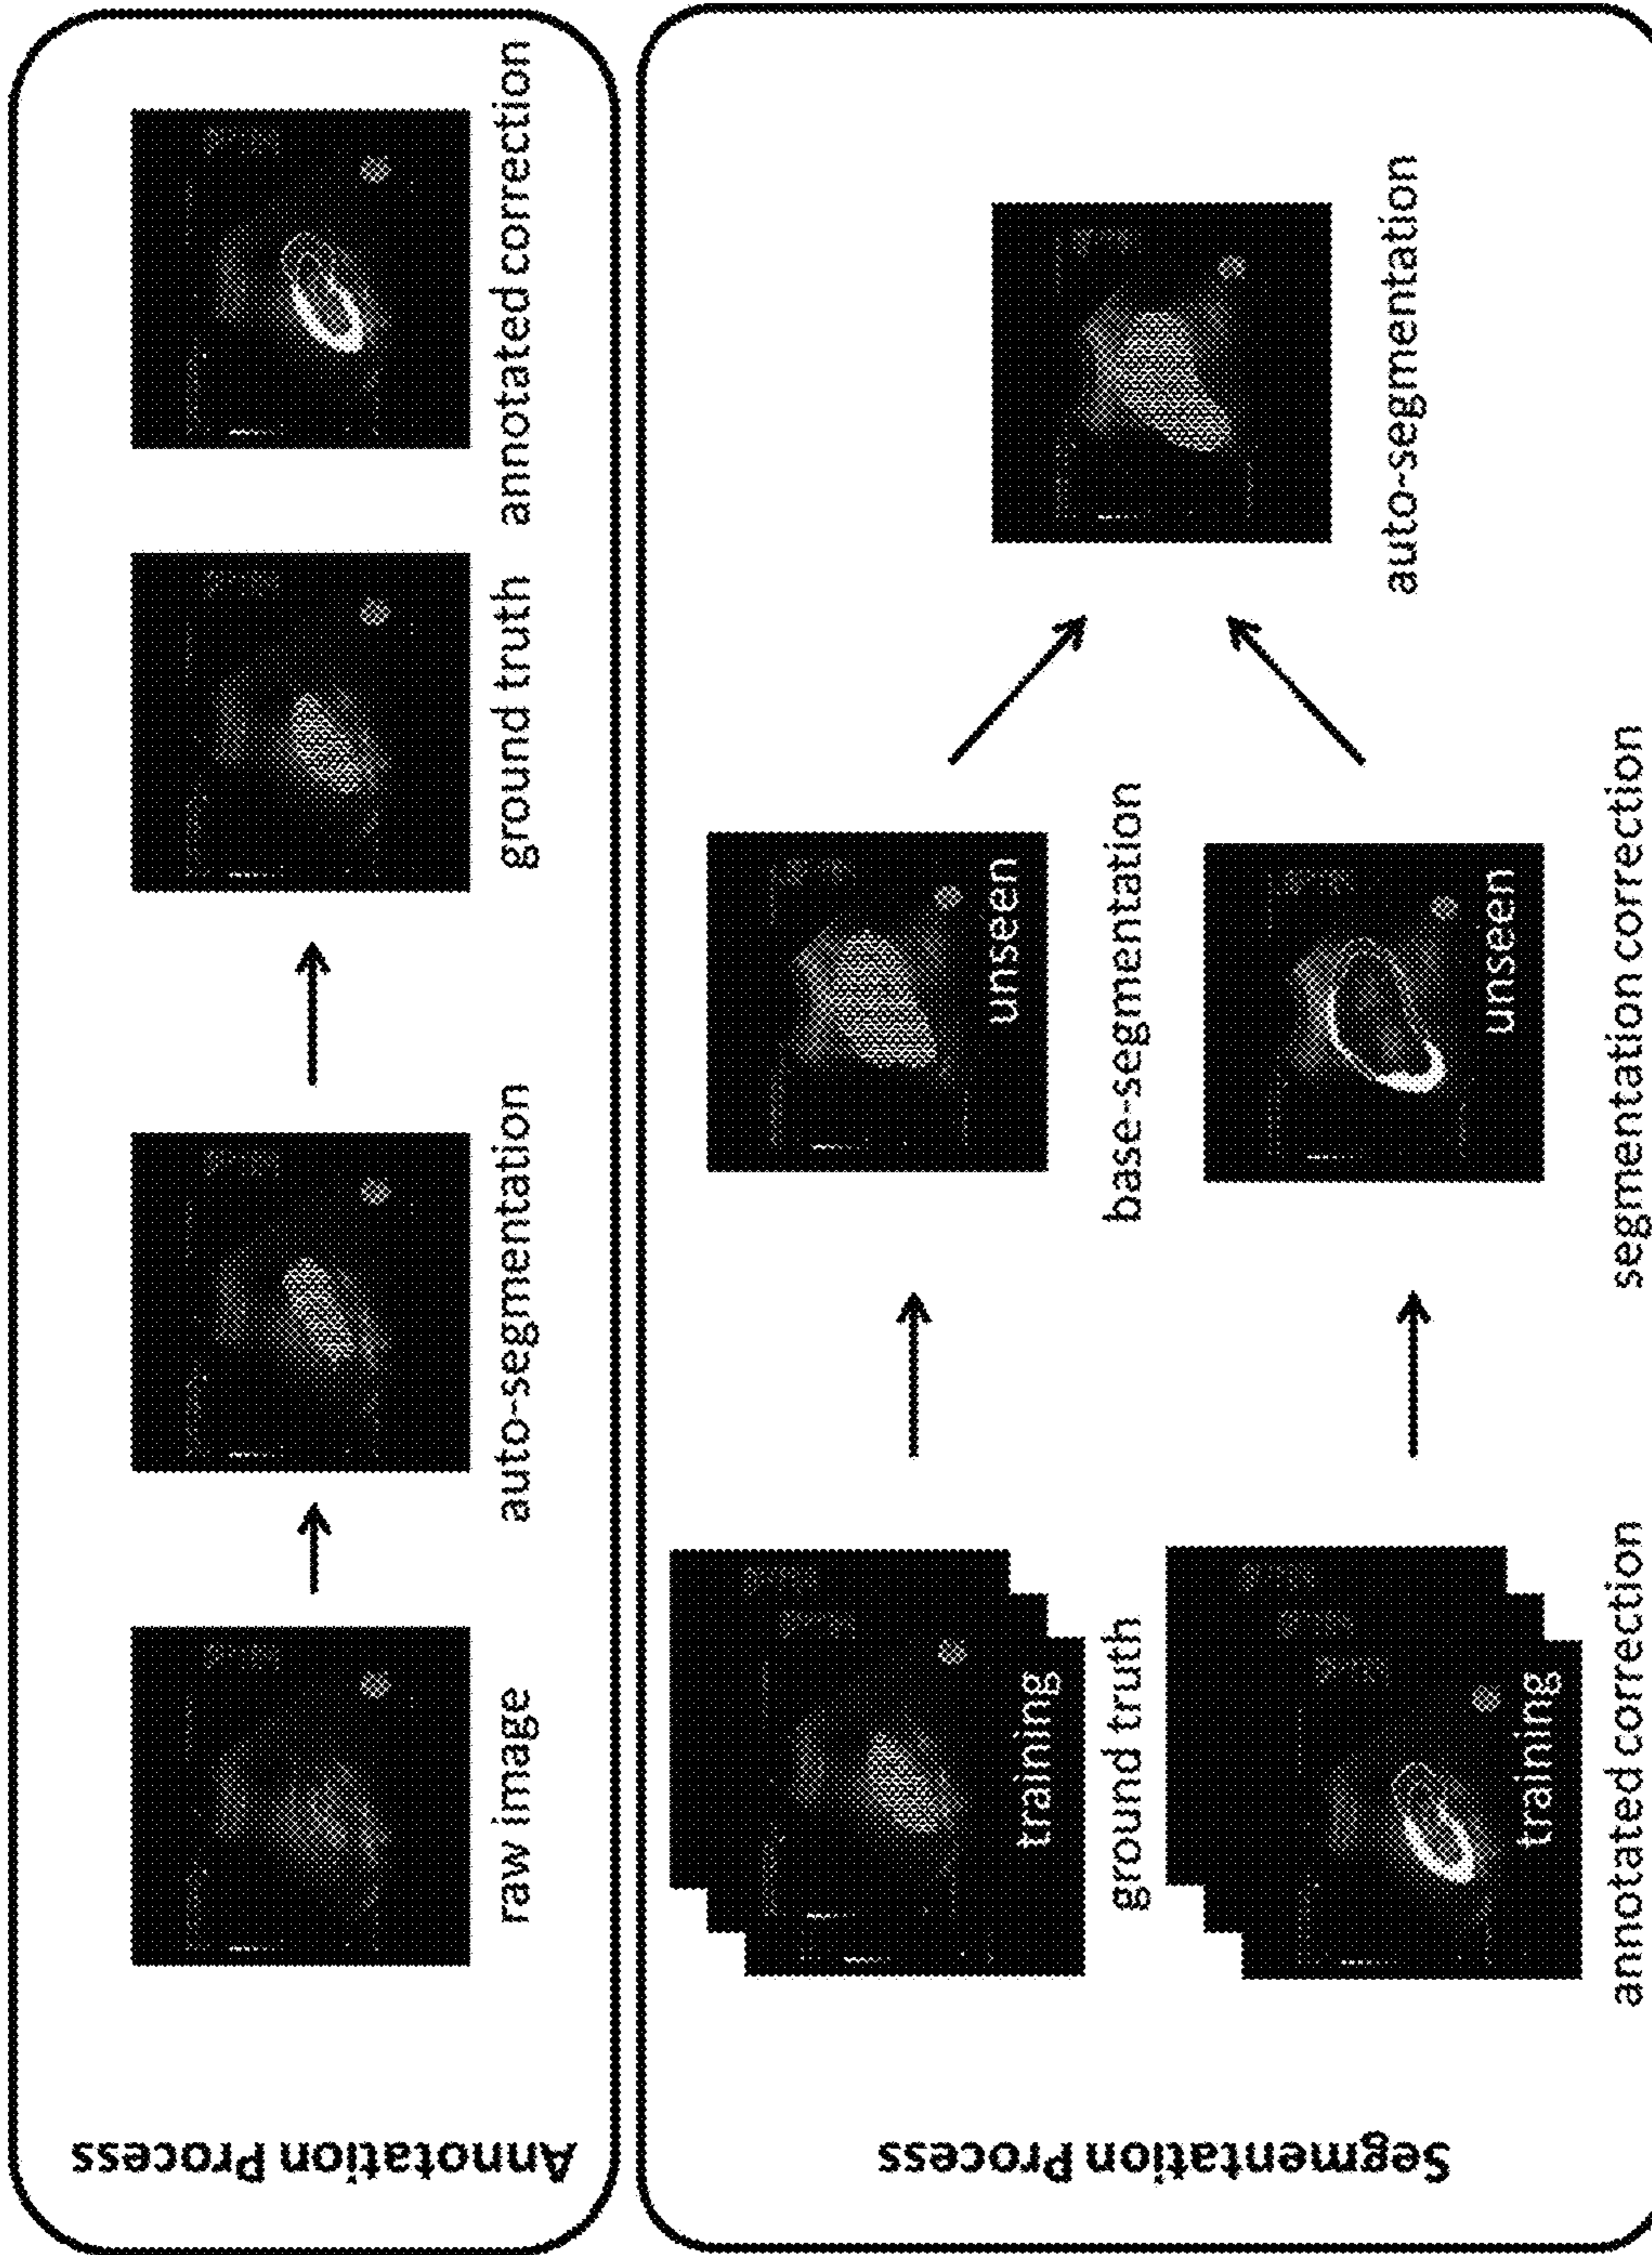 Annotation Process
raw image
auto-segmentation
ground truth
annotated correction
Segmentation Process
training
ground truth
unseen
base-segmentation
auto-segmentation
training
annotated correction
unseen
segmentation correction